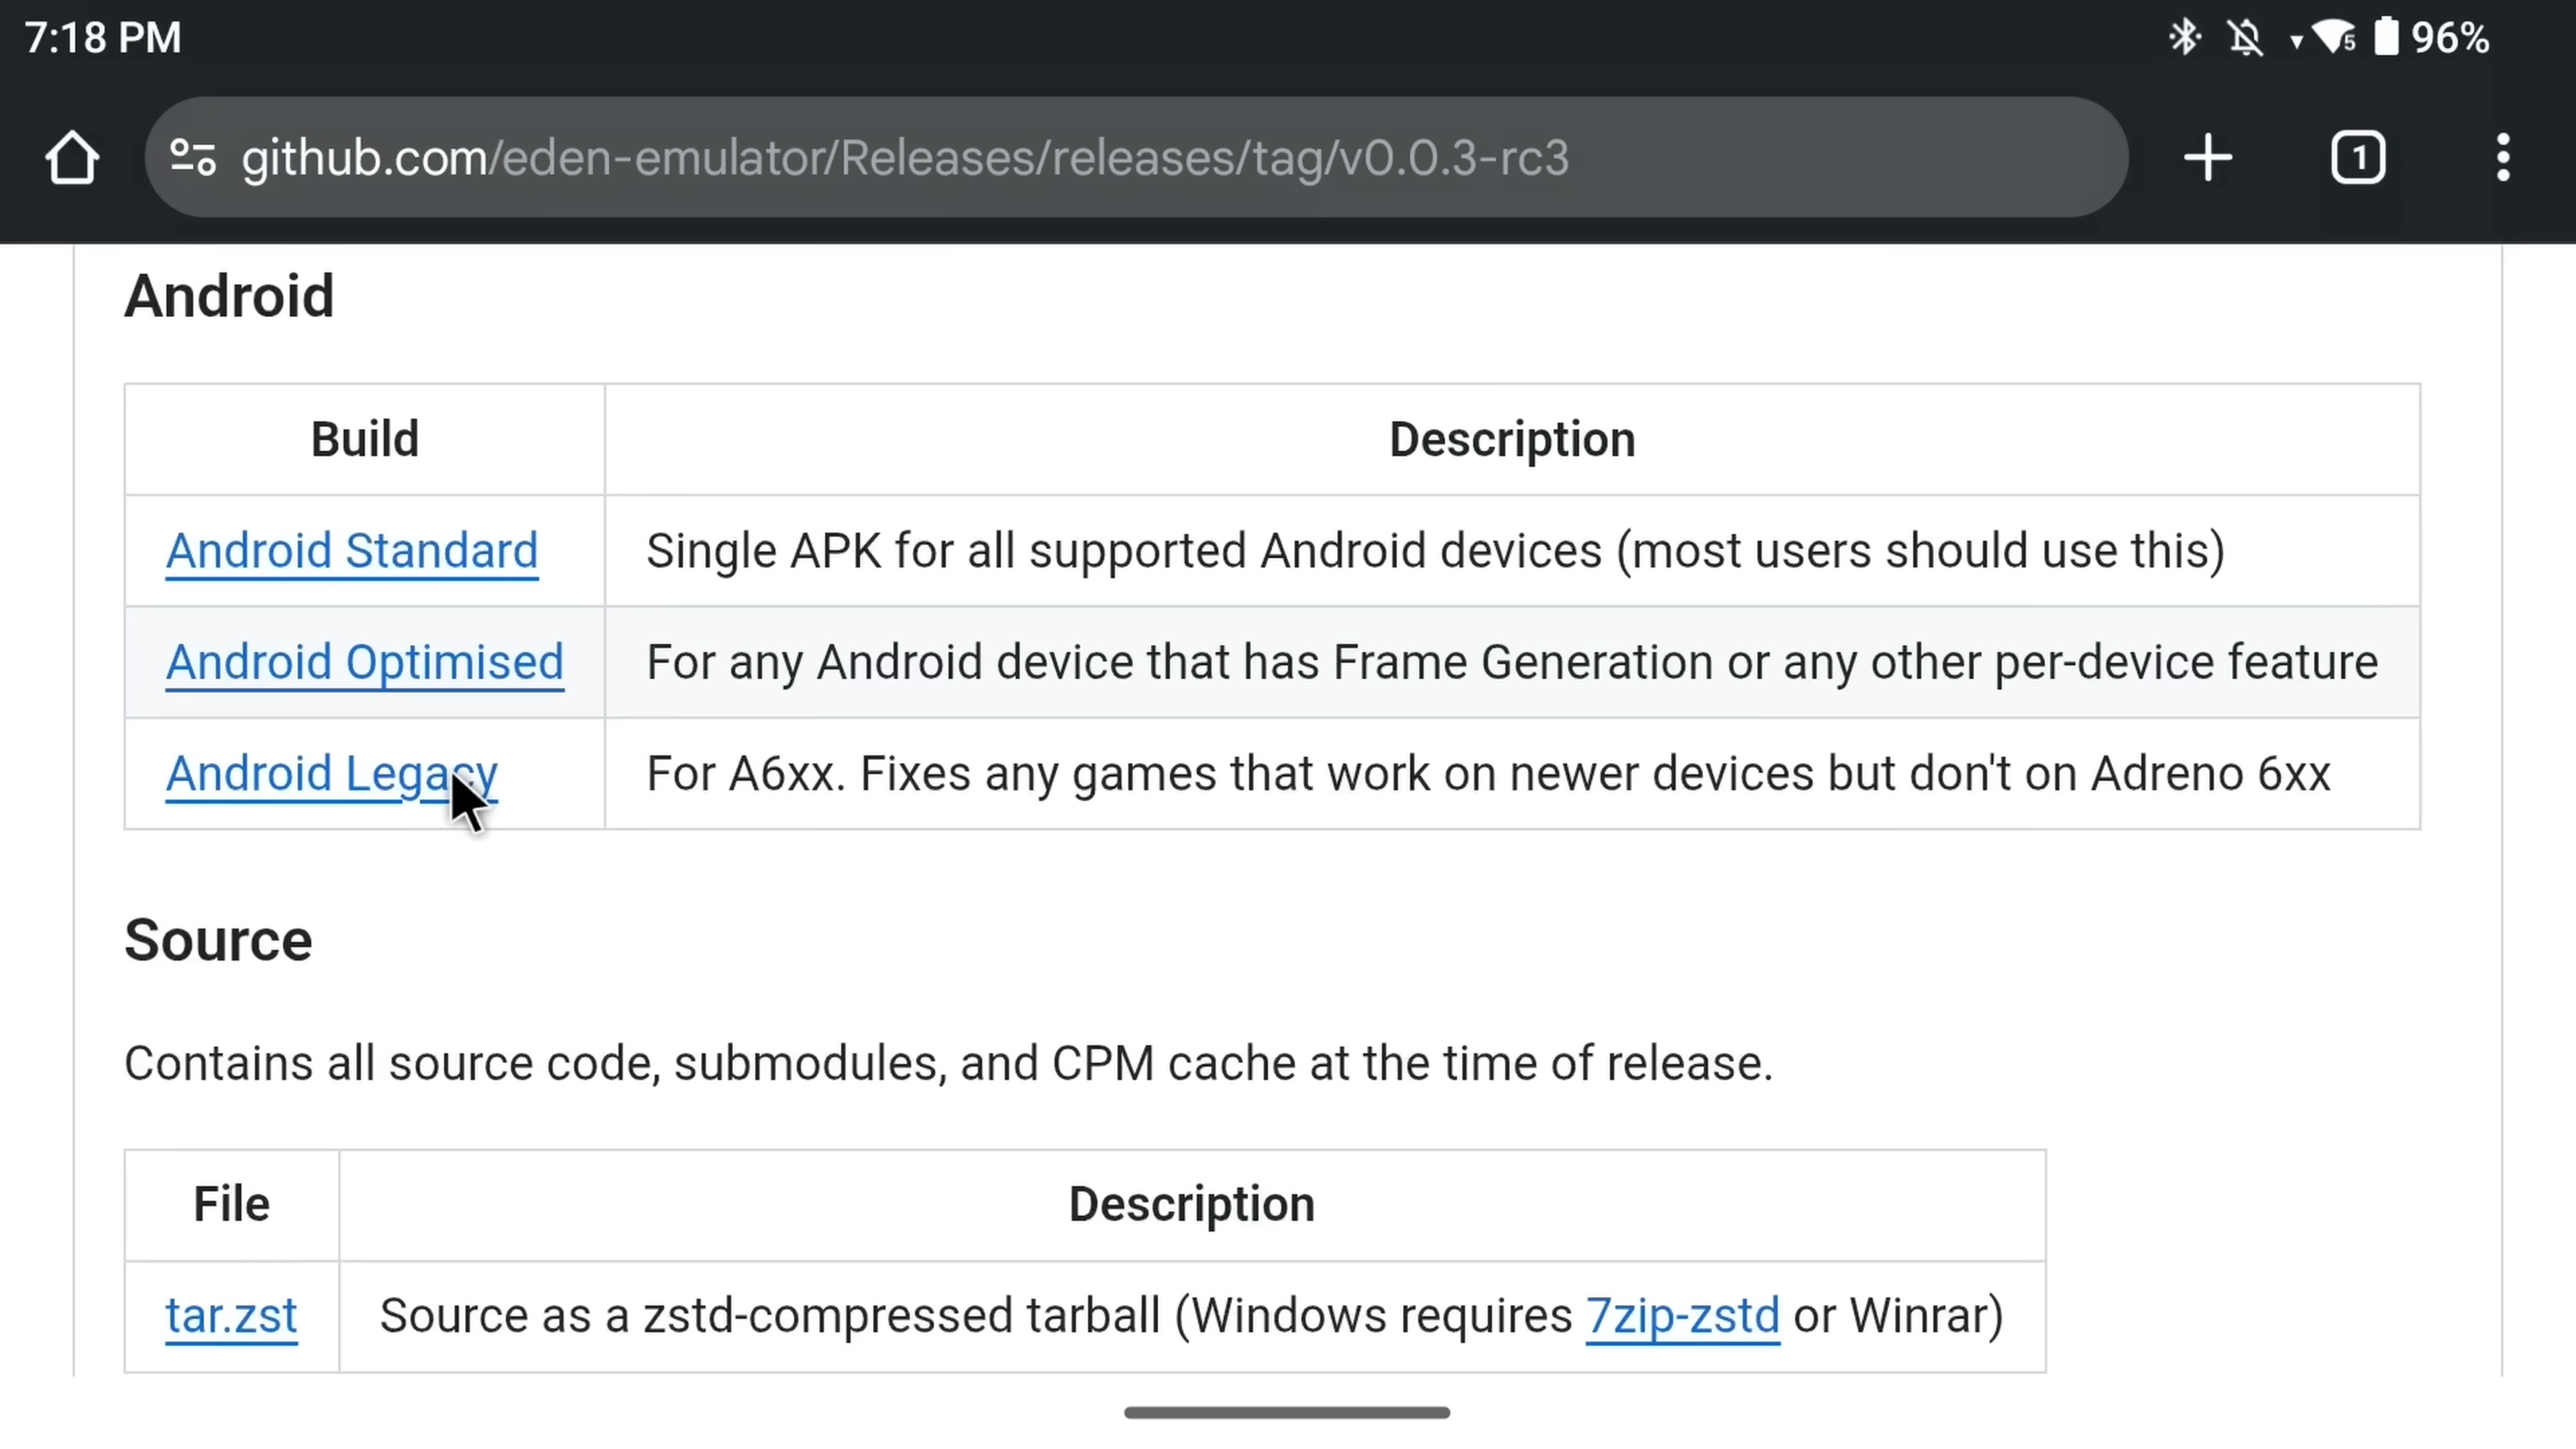 7:18 PM
5 96%
github.com/eden-emulator/Releases/releases/tag/v0.0.3-rc3
1
Android
Build Description
Android Standard Single APK for all supported Android devices (most users should use this)
Android Optimised For any Android device that has Frame Generation or any other per-device feature
Android Legacy For A6xx. Fixes any games that work on newer devices but don't on Adreno 6xx
Source
Contains all source code, submodules, and CPM cache at the time of release.
File Description
tar.zst Source as a zstd-compressed tarball (Windows requires 7zip-zstd or Winrar)